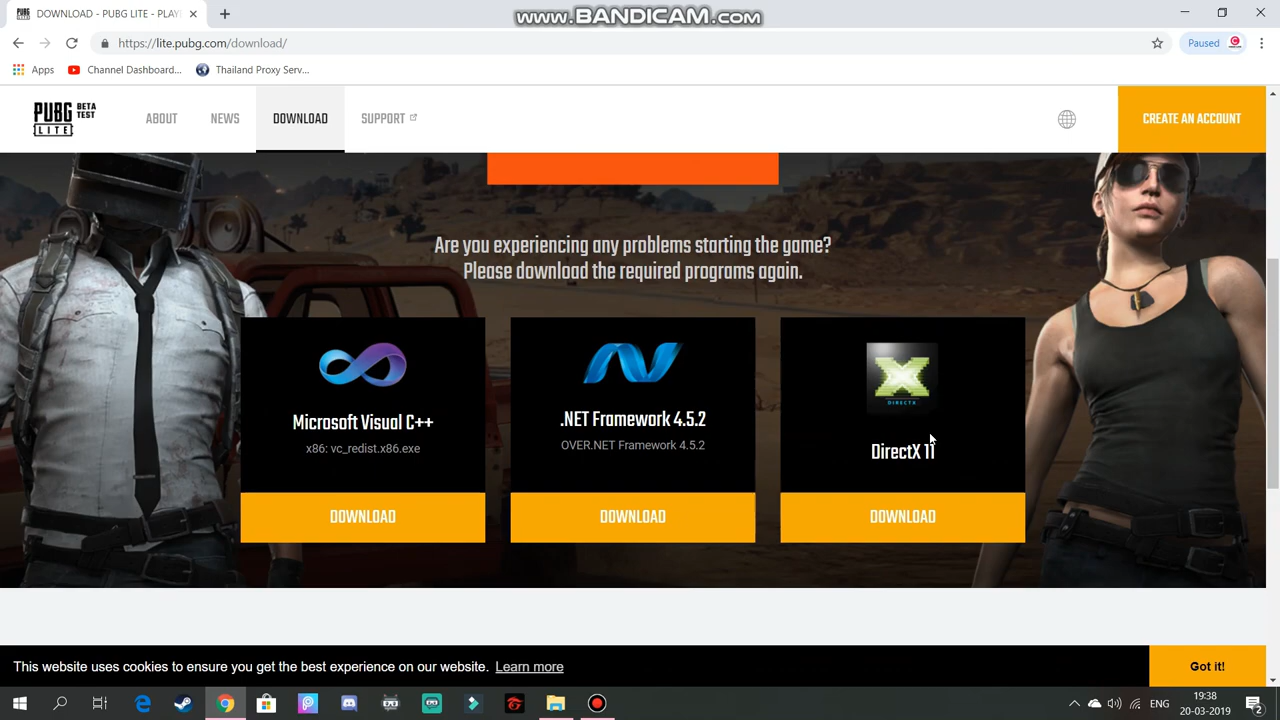 www.BANDICAM.com
DOWNLOAD - PUBG LITE - PLAY
https://lite.pubg.com/download/
Paused
Apps
Channel Dashboard...
Thailand Proxy Serv...
PUBG LITE BETA TEST
ABOUT
NEWS
DOWNLOAD
SUPPORT
CREATE AN ACCOUNT
Are you experiencing any problems starting the game?
Please download the required programs again.
Microsoft Visual C++
x86: vc_redist.x86.exe
DOWNLOAD
.NET Framework 4.5.2
OVER.NET Framework 4.5.2
DOWNLOAD
DIRECTX
DirectX 11
DOWNLOAD
This website uses cookies to ensure you get the best experience on our website. Learn more
Got it!
ENG
19:38
20-03-2019
2